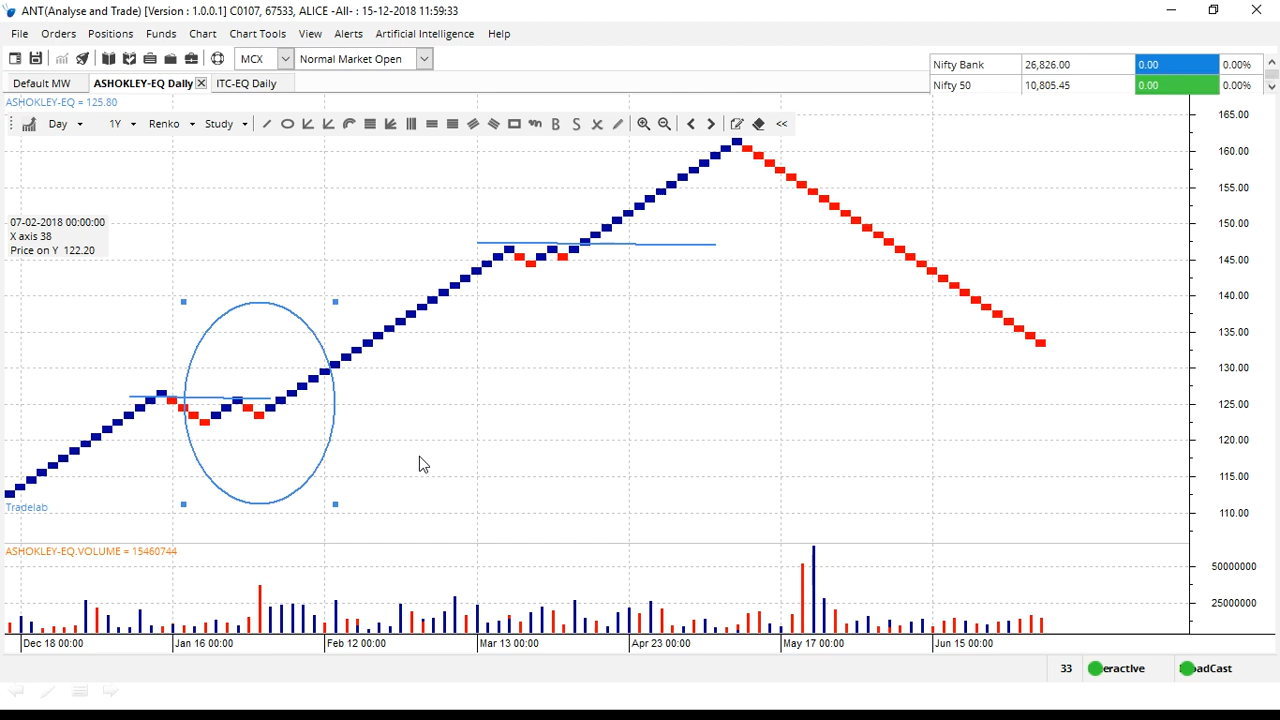 ANT(Analyse and Trade) [Version : 1.0.0.1] C0107, 67533, ALICE -All- : 15-12-2018 11:59:33
File Orders Positions Funds Chart Chart Tools View Alerts Artificial Intelligence Help
MCX Normal Market Open
Nifty Bank 26,826.00 0.00 0.00%
Nifty 50 10,805.45 0.00 0.00%
Default MW ASHOKLEY-EQ Daily ITC-EQ Daily
ASHOKLEY-EQ = 125.80
Day 1Y Renko Study B S <<
165.00
160.00
155.00
150.00
145.00
140.00
135.00
130.00
125.00
120.00
115.00
110.00
07-02-2018 00:00:00
X axis 38
Price on Y 122.20
Tradelab
ASHOKLEY-EQ.VOLUME = 15460744
50000000
25000000
Dec 18 00:00 Jan 16 00:00 Feb 12 00:00 Mar 13 00:00 Apr 23 00:00 May 17 00:00 Jun 15 00:00
33 eractive adCast